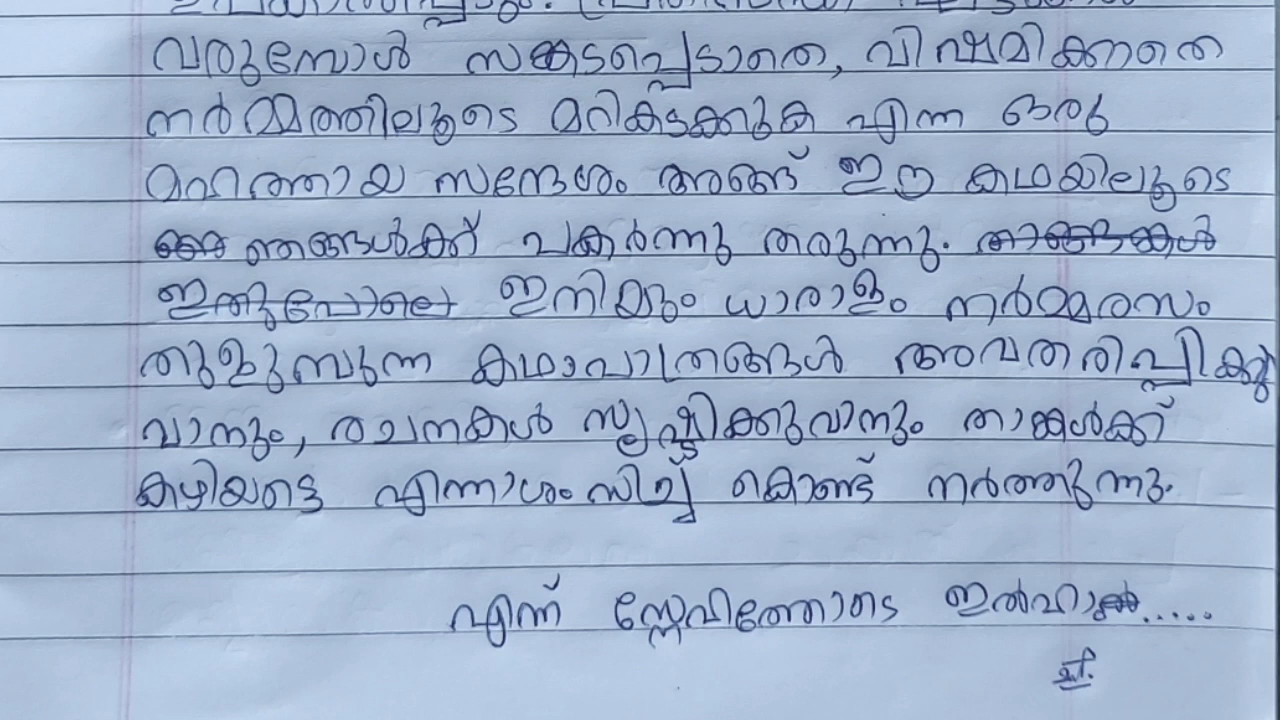 വരുമ്പോൾ സങ്കടപ്പെടാതെ, വിഷമിക്കാതെ
നർമ്മത്തിലൂടെ മറികടക്കുക എന്ന ഒരു
മഹത്തായ സന്ദേശം അങ്ങ് ഈ കഥയിലൂടെ
ഞങ്ങൾക്ക് പകർന്നു തരുന്നു. താങ്കൾ
ഇതുപോലെ ഇനിയും ധാരാളം നർമ്മരസം
തുളുമ്പുന്ന കഥാപാത്രങ്ങൾ അവതരിപ്പിക്കു
വാനും, രചനകൾ സൃഷ്ടിക്കുവാനും താങ്കൾക്ക്
കഴിയട്ടെ എന്നാശംസിച്ച് കൊണ്ട് നിർത്തുന്നു.
എന്ന് സ്നേഹത്തോടെ